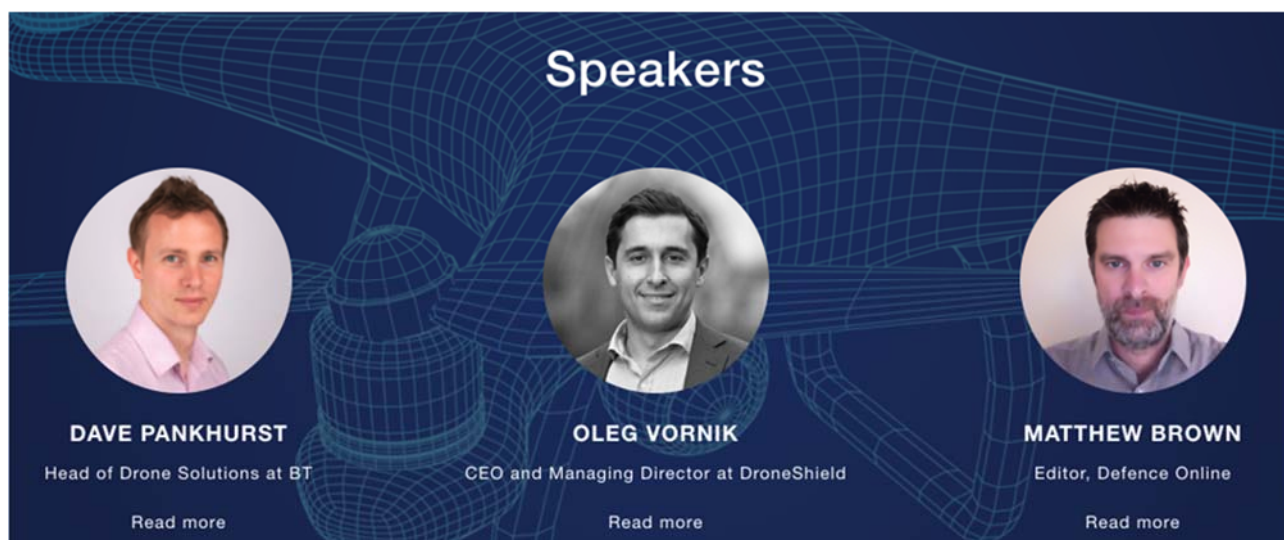 Speakers
DAVE PANKHURST
Head of Drone Solutions at BT
Read more
OLEG VORNIK
CEO and Managing Director at DroneShield
Read more
MATTHEW BROWN
Editor, Defence Online
Read more